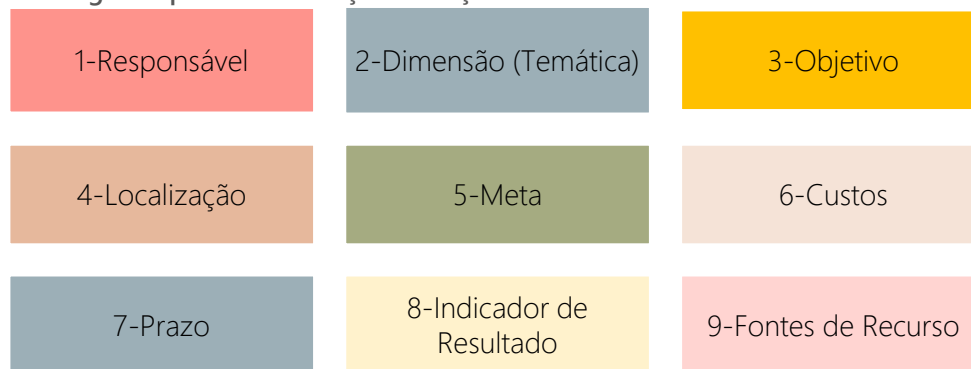 1-Responsável
2-Dimensão (Temática)
3-Objetivo
4-Localização
5-Meta
6-Custos
7-Prazo
8-Indicador de
Resultado
9-Fontes de Recurso